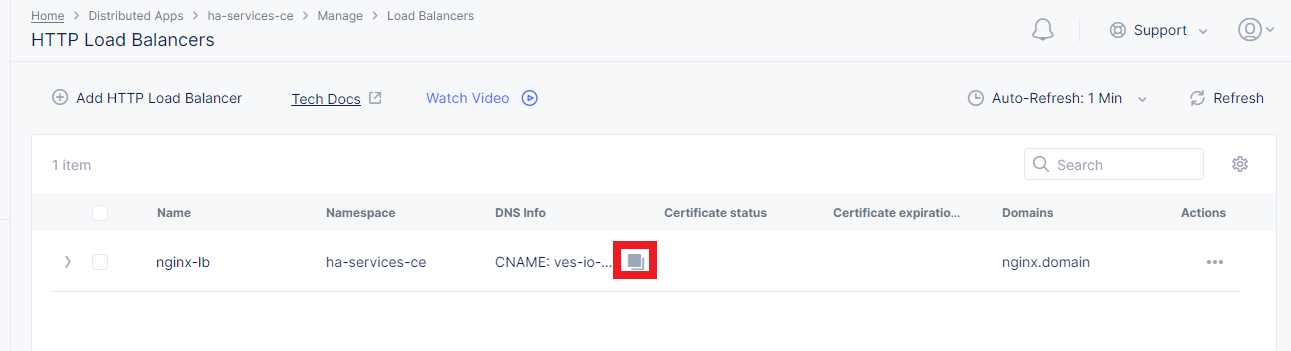 Home > Distributed Apps > ha-services-ce > Manage > Load Balancers
HTTP Load Balancers
Support
Add HTTP Load Balancer Tech Docs Watch Video Auto-Refresh: 1 Min Refresh
1 item Search
Name Namespace DNS Info Certificate status Certificate expiratio... Domains Actions
nginx-lb ha-services-ce CNAME: ves-io-... nginx.domain